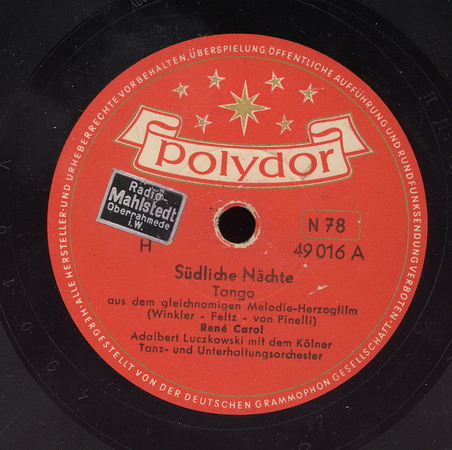 ALLE HERSTELLER- UND URHEBERRECHTE VORBEHALTEN. ÜBERSPIELUNG, ÖFFENTLICHE AUFFÜHRUNG UND RUNDFUNKSENDUNG VERBOTEN.
polydor
Radio
Mahlstedt
Oberrahmede
i.W.
H
N 78
49 016 A
Südliche Nächte
Tango
aus dem gleichnamigen Melodie-Herzogfilm
(Winkler - Feltz - von Pinelli)
René Carol
Adalbert Luczkowski mit dem Kölner
Tanz- und Unterhaltungsorchester
HERGESTELLT VON DER DEUTSCHEN GRAMMOPHON GESELLSCHAFT